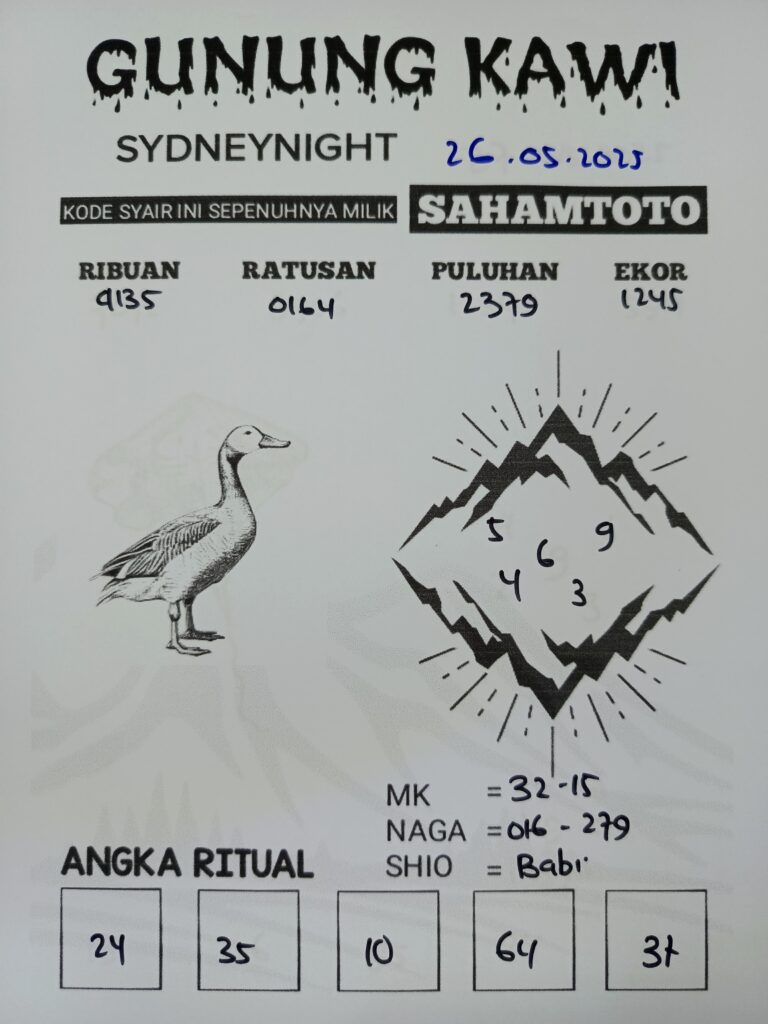 GUNUNG KAWI
SYDNEYNIGHT 26.05.2025
KODE SYAIR INI SEPENUHNYA MILIK SAHAMTOTO
RIBUAN RATUSAN PULUHAN EKOR
9135 0164 2379 1245
5 9
6
4 3
MK = 32-15
NAGA = 016 - 279
SHIO = Babi
ANGKA RITUAL
24 35 10 64 37